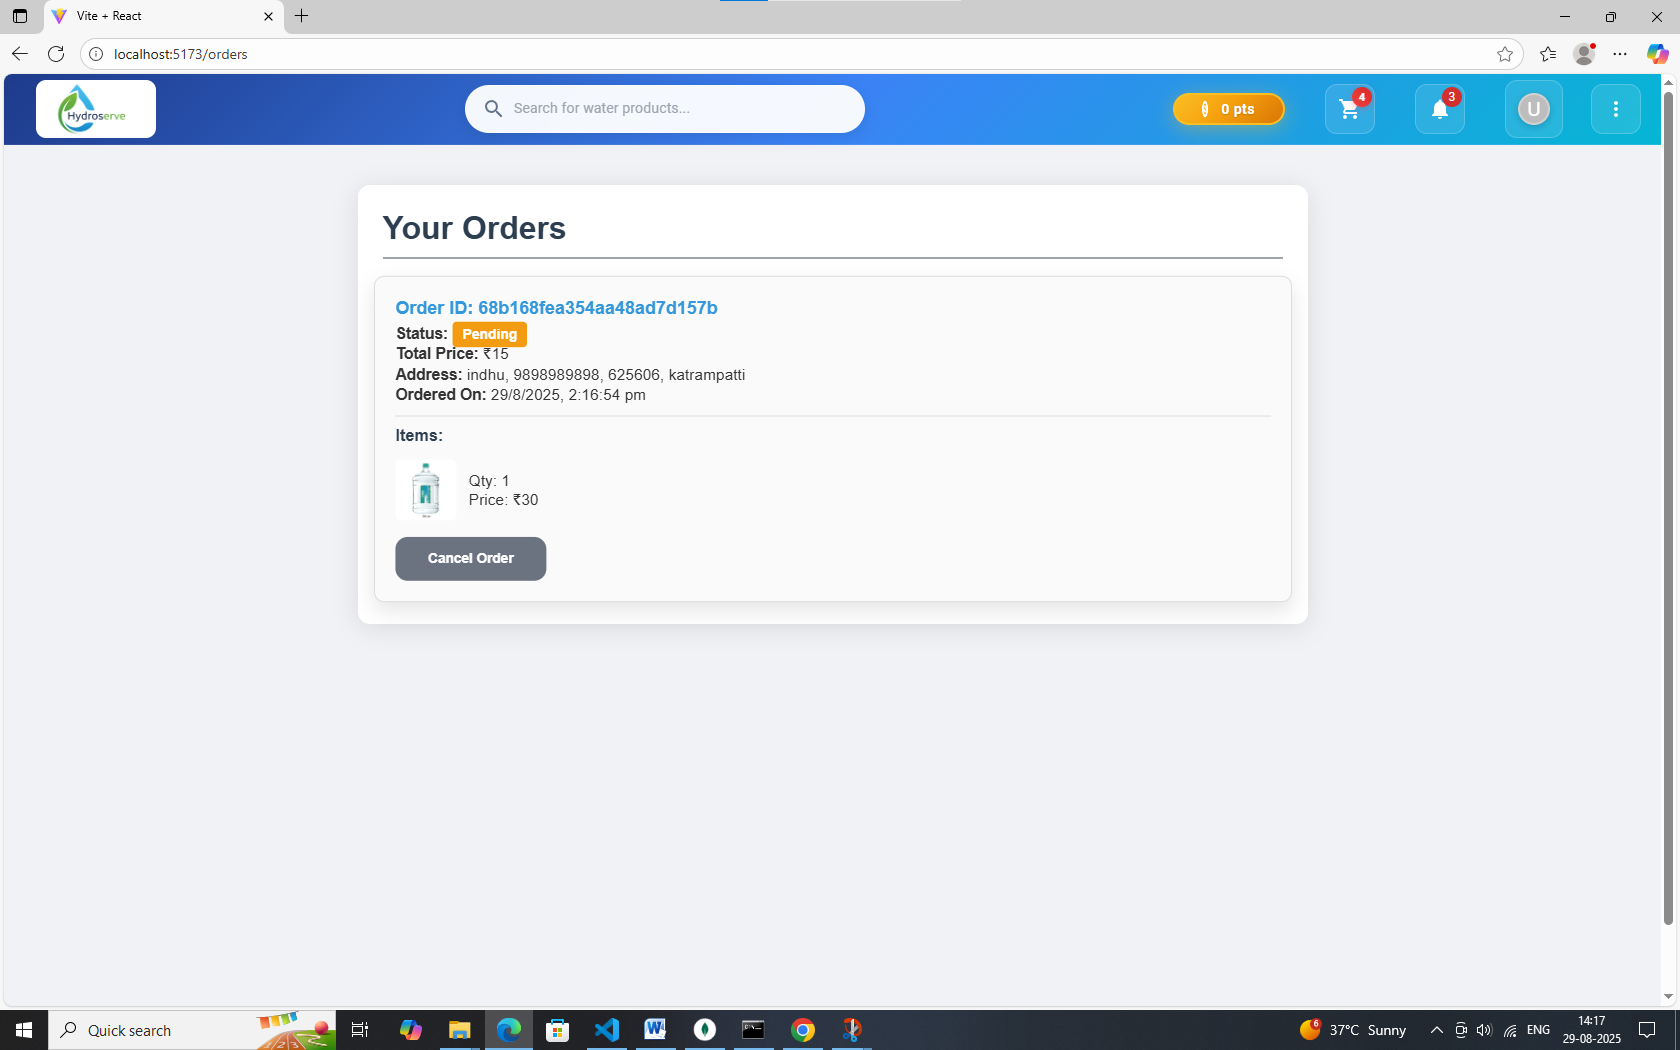 Vite + React
localhost:5173/orders
Hydroserve
Search for water products...
0 pts
4
3
U
Your Orders
Order ID: 68b168fea354aa48ad7d157b
Status: Pending
Total Price: ₹15
Address: indhu, 9898989898, 625606, katrampatti
Ordered On: 29/8/2025, 2:16:54 pm
Items:
Qty: 1
Price: ₹30
Cancel Order
Quick search
6
37°C Sunny
ENG
14:17
29-08-2025